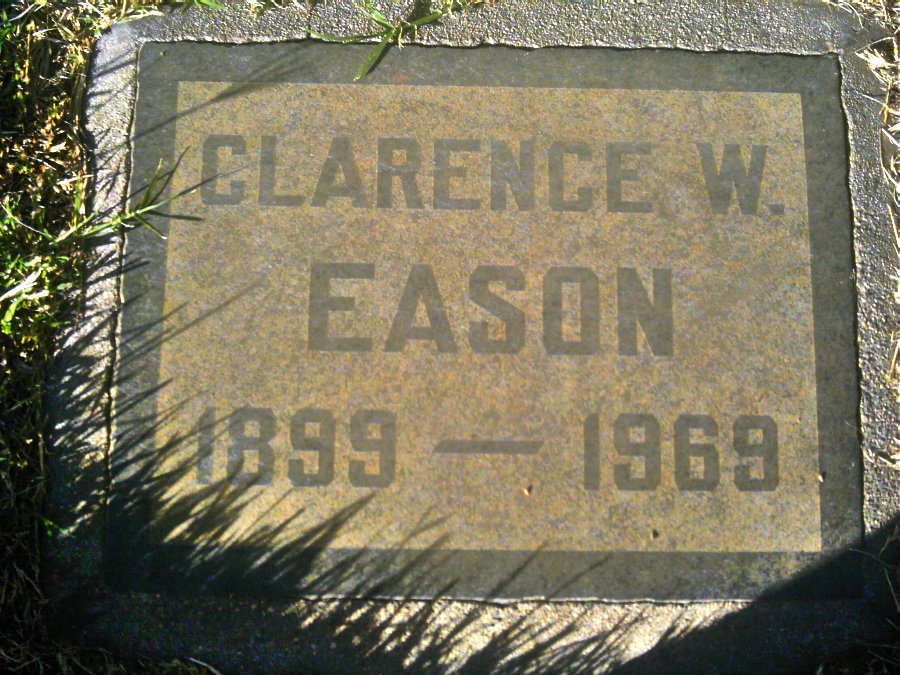 CLARENCE W.
EASON
1899 — 1969